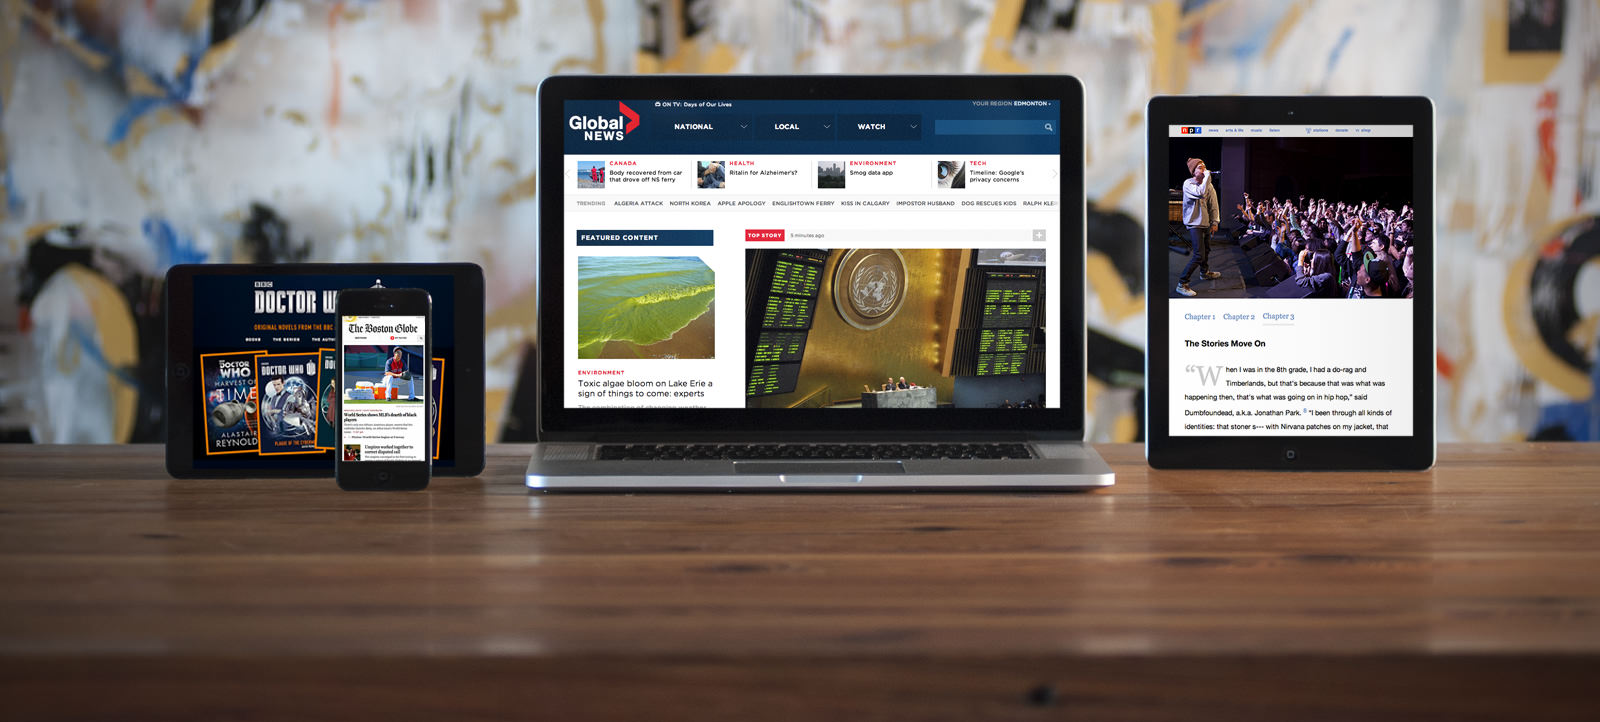 BBC
DOCTOR W
ORIGINAL NOVELS FROM THE BBC
BOOKS THE SERIES THE AUTH
DOCTOR WHO
HARVEST OF TIME
ALASTAIR REYNOLDS
DOCTOR WHO
PLAGUE OF THE CYBERM
The Boston Globe
World Series shows MLB's dearth of black players
Umpires worked together to correct disputed call
ON TV: Days of Our Lives
YOUR REGION EDMONTON
Global NEWS
NATIONAL
LOCAL
WATCH
CANADA
Body recovered from car
that drove off NS ferry
HEALTH
Ritalin for Alzheimer's?
ENVIRONMENT
Smog data app
TECH
Timeline: Google's
privacy concerns
TRENDING ALGERIA ATTACK NORTH KOREA APPLE APOLOGY ENGLISHTOWN FERRY KISS IN CALGARY IMPOSTOR HUSBAND DOG RESCUES KIDS RALPH KLE
FEATURED CONTENT
ENVIRONMENT
Toxic algae bloom on Lake Erie a
sign of things to come: experts
TOP STORY 5 minutes ago
npr news arts & life music listen stations donate shop
Chapter 1 Chapter 2 Chapter 3
The Stories Move On
“When I was in the 8th grade, I had a do-rag and
Timberlands, but that's because that was what was
happening then, that's what was going on in hip hop,” said
Dumbfoundead, a.k.a. Jonathan Park. “I been through all kinds of
identities: that stoner s--- with Nirvana patches on my jacket, that